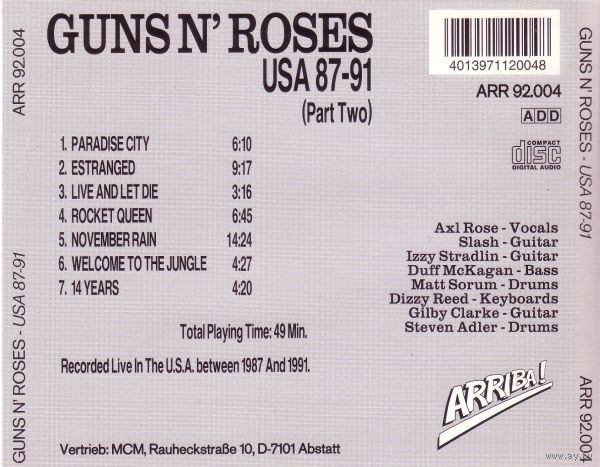 GUNS N' ROSES
USA 87-91
(Part Two)
4013971120048
ARR 92.004
ADD
COMPACT
disc
DIGITAL AUDIO
1. PARADISE CITY 6:10
2. ESTRANGED 9:17
3. LIVE AND LET DIE 3:16
4. ROCKET QUEEN 6:45
5. NOVEMBER RAIN 14:24
6. WELCOME TO THE JUNGLE 4:27
7. 14 YEARS 4:20
Total Playing Time: 49 Min.
Recorded Live In The U.S.A. between 1987 And 1991.
Axl Rose - Vocals
Slash - Guitar
Izzy Stradlin - Guitar
Duff McKagan - Bass
Matt Sorum - Drums
Dizzy Reed - Keyboards
Gilby Clarke - Guitar
Steven Adler - Drums
ARRIBA!
Vertrieb: MCM, Rauheckstraße 10, D-7101 Abstatt
GUNS N' ROSES - USA 87-91 ARR 92.004
GUNS N' ROSES - USA 87-91 ARR 92.004